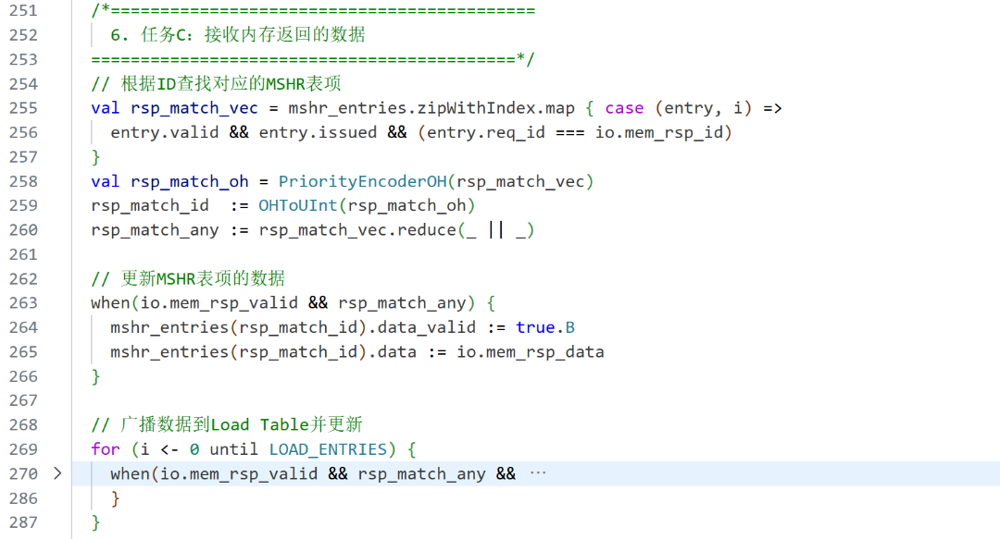 251 /*===========================================
252 6. 任务C: 接收内存返回的数据
253 ===========================================*/
254 // 根据ID查找对应的MSHR表项
255 val rsp_match_vec = mshr_entries.zipWithIndex.map { case (entry, i) =>
256 entry.valid && entry.issued && (entry.req_id === io.mem_rsp_id)
257 }
258 val rsp_match_oh = PriorityEncoderOH(rsp_match_vec)
259 rsp_match_id := OHToUInt(rsp_match_oh)
260 rsp_match_any := rsp_match_vec.reduce(_ || _)
261
262 // 更新MSHR表项的数据
263 when(io.mem_rsp_valid && rsp_match_any) {
264 mshr_entries(rsp_match_id).data_valid := true.B
265 mshr_entries(rsp_match_id).data := io.mem_rsp_data
266 }
267
268 // 广播数据到Load Table并更新
269 for (i <- 0 until LOAD_ENTRIES) {
270 when(io.mem_rsp_valid && rsp_match_any && ···
286 }
287 }